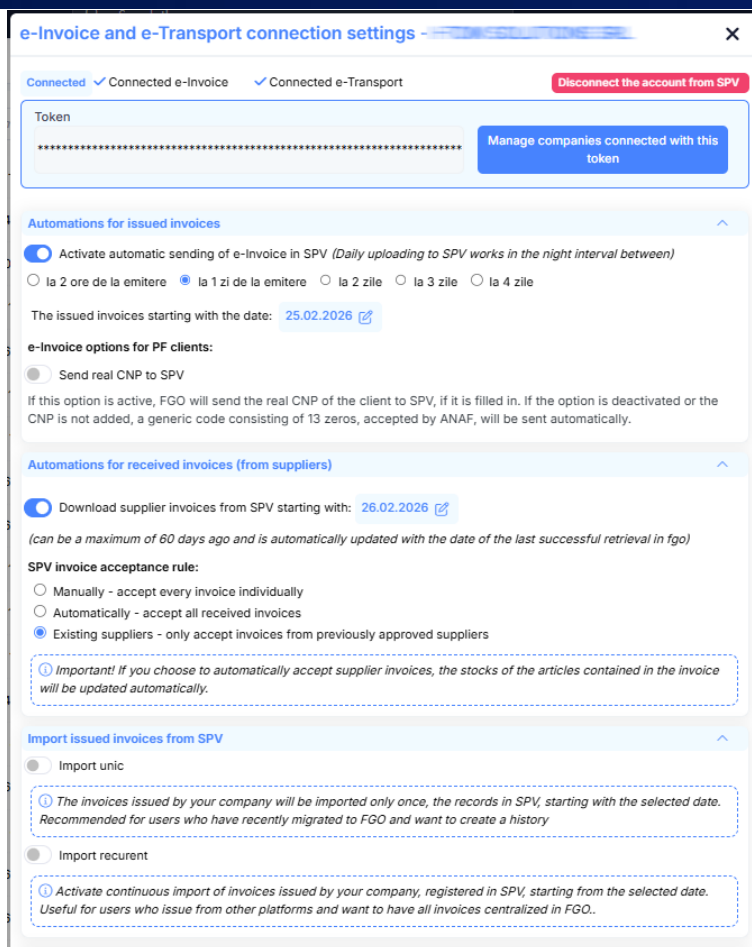 e-Invoice and e-Transport connection settings -
Connected Connected e-Invoice Connected e-Transport Disconnect the account from SPV
Token
***********************************************************************
Manage companies connected with this
token
Automations for issued invoices
Activate automatic sending of e-Invoice in SPV (Daily uploading to SPV works in the night interval between)
la 2 ore de la emitere la 1 zi de la emitere la 2 zile la 3 zile la 4 zile
The issued invoices starting with the date: 25.02.2026
e-Invoice options for PF clients:
Send real CNP to SPV
If this option is active, FGO will send the real CNP of the client to SPV, if it is filled in. If the option is deactivated or the
CNP is not added, a generic code consisting of 13 zeros, accepted by ANAF, will be sent automatically.
Automations for received invoices (from suppliers)
Download supplier invoices from SPV starting with: 26.02.2026
(can be a maximum of 60 days ago and is automatically updated with the date of the last successful retrieval in fgo)
SPV invoice acceptance rule:
Manually - accept every invoice individually
Automatically - accept all received invoices
Existing suppliers - only accept invoices from previously approved suppliers
Important! If you choose to automatically accept supplier invoices, the stocks of the articles contained in the invoice
will be updated automatically.
Import issued invoices from SPV
Import unic
The invoices issued by your company will be imported only once, the records in SPV, starting with the selected date.
Recommended for users who have recently migrated to FGO and want to create a history
Import recurent
Activate continuous import of invoices issued by your company, registered in SPV, starting from the selected date.
Useful for users who issue from other platforms and want to have all invoices centralized in FGO..